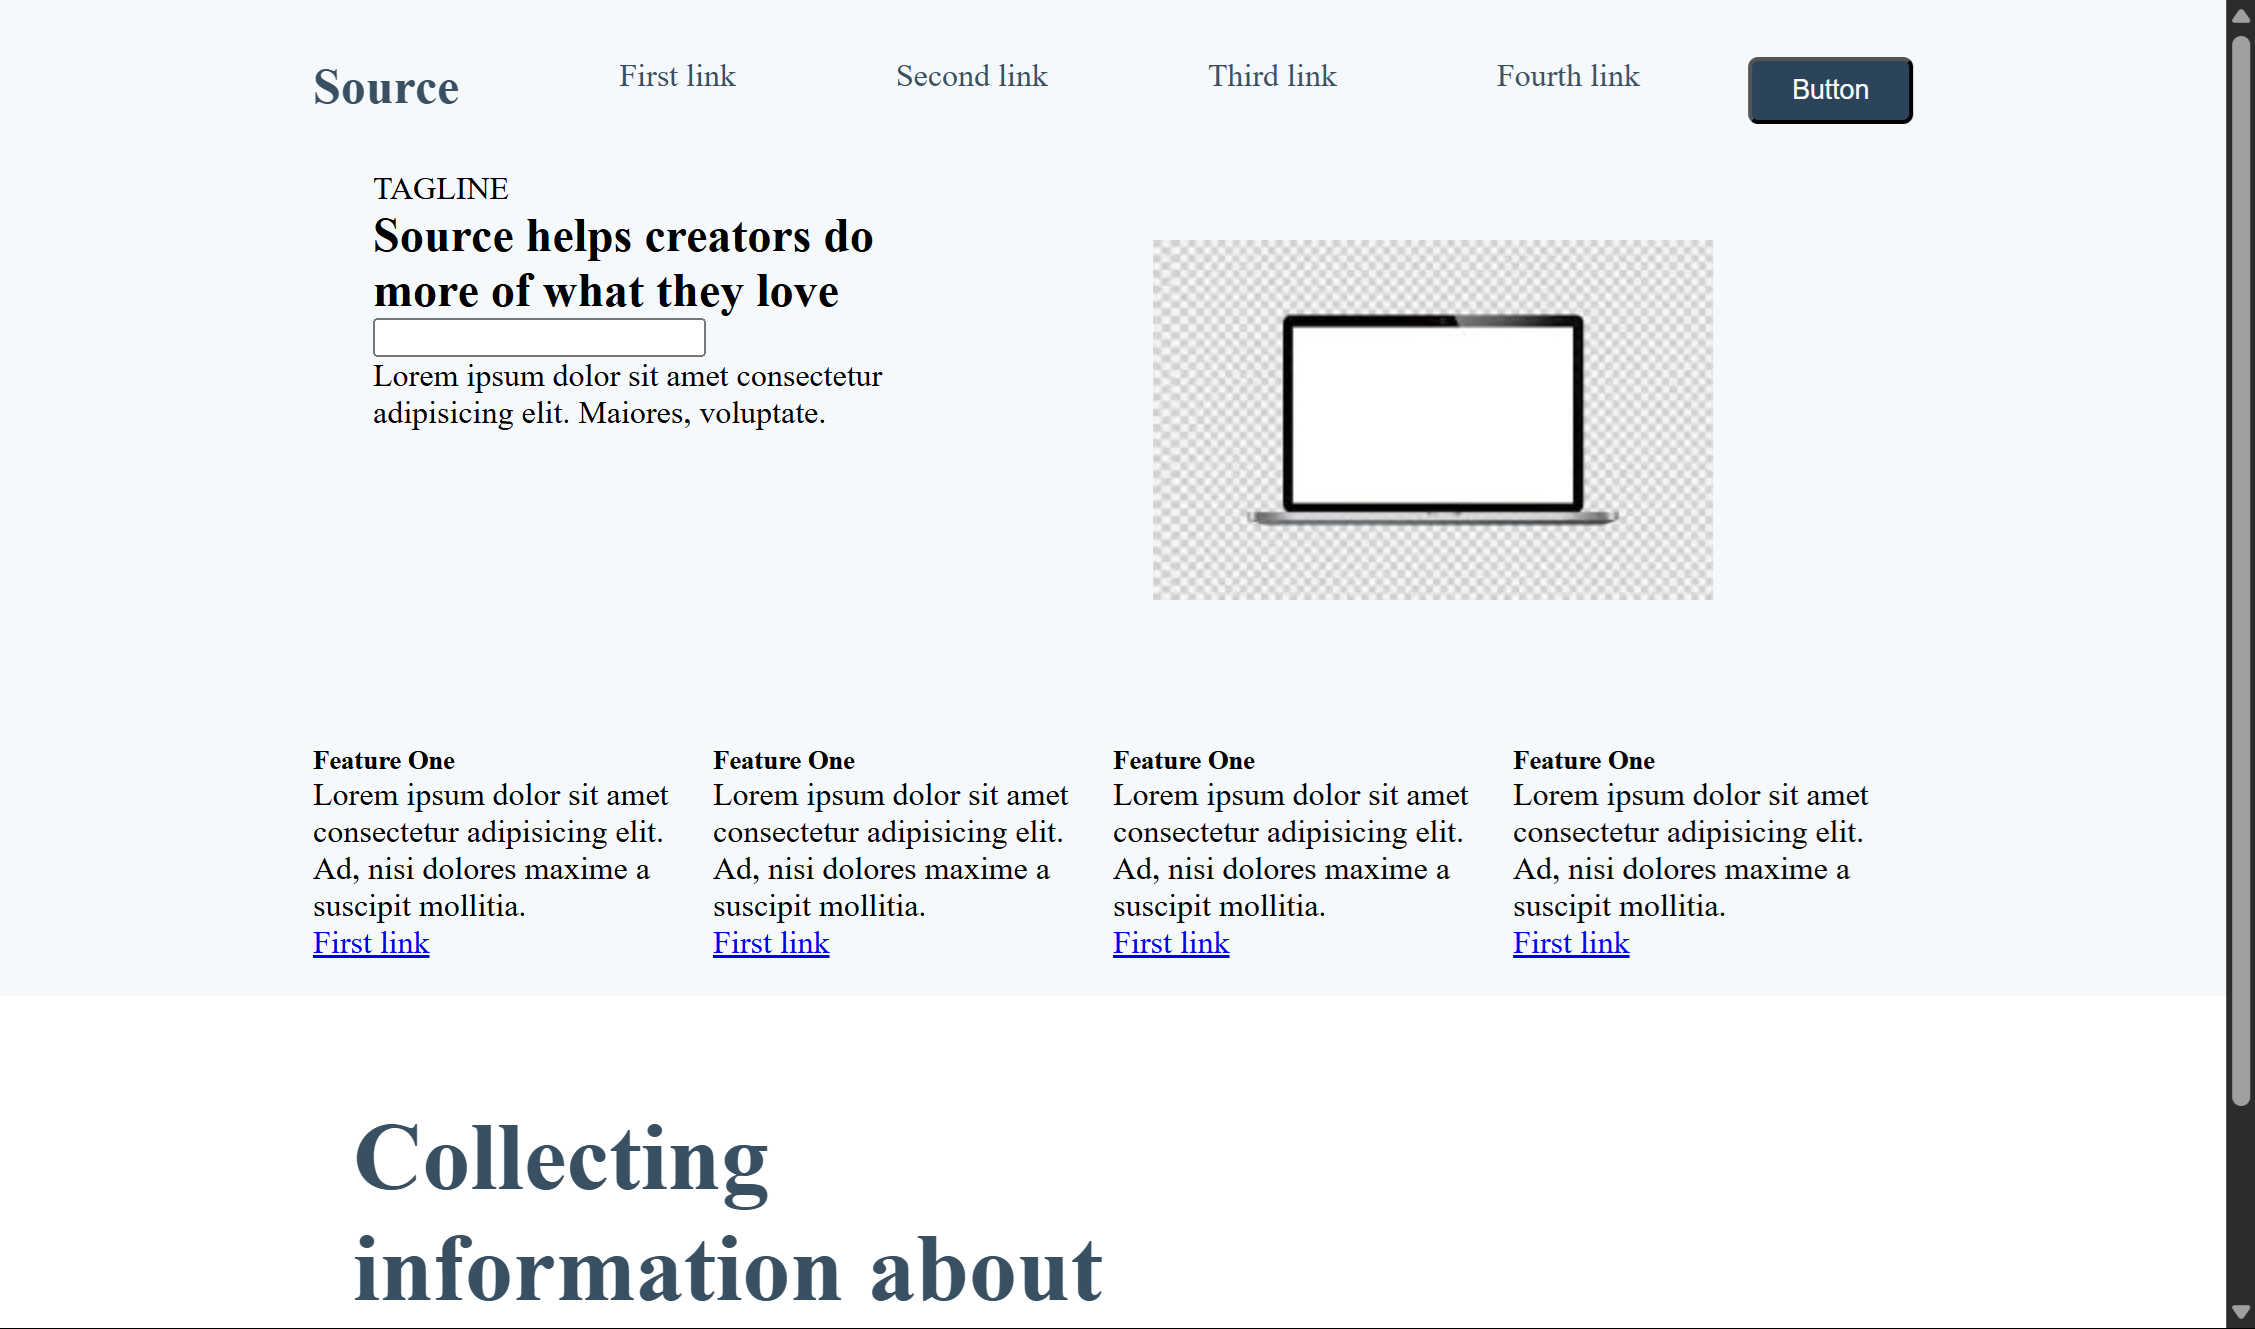 Source
First link
Second link
Third link
Fourth link
Button
TAGLINE
Source helps creators do
more of what they love
Lorem ipsum dolor sit amet consectetur
adipisicing elit. Maiores, voluptate.
Feature One
Lorem ipsum dolor sit amet
consectetur adipisicing elit.
Ad, nisi dolores maxime a
suscipit mollitia.
First link
Feature One
Lorem ipsum dolor sit amet
consectetur adipisicing elit.
Ad, nisi dolores maxime a
suscipit mollitia.
First link
Feature One
Lorem ipsum dolor sit amet
consectetur adipisicing elit.
Ad, nisi dolores maxime a
suscipit mollitia.
First link
Feature One
Lorem ipsum dolor sit amet
consectetur adipisicing elit.
Ad, nisi dolores maxime a
suscipit mollitia.
First link
Collecting
information about